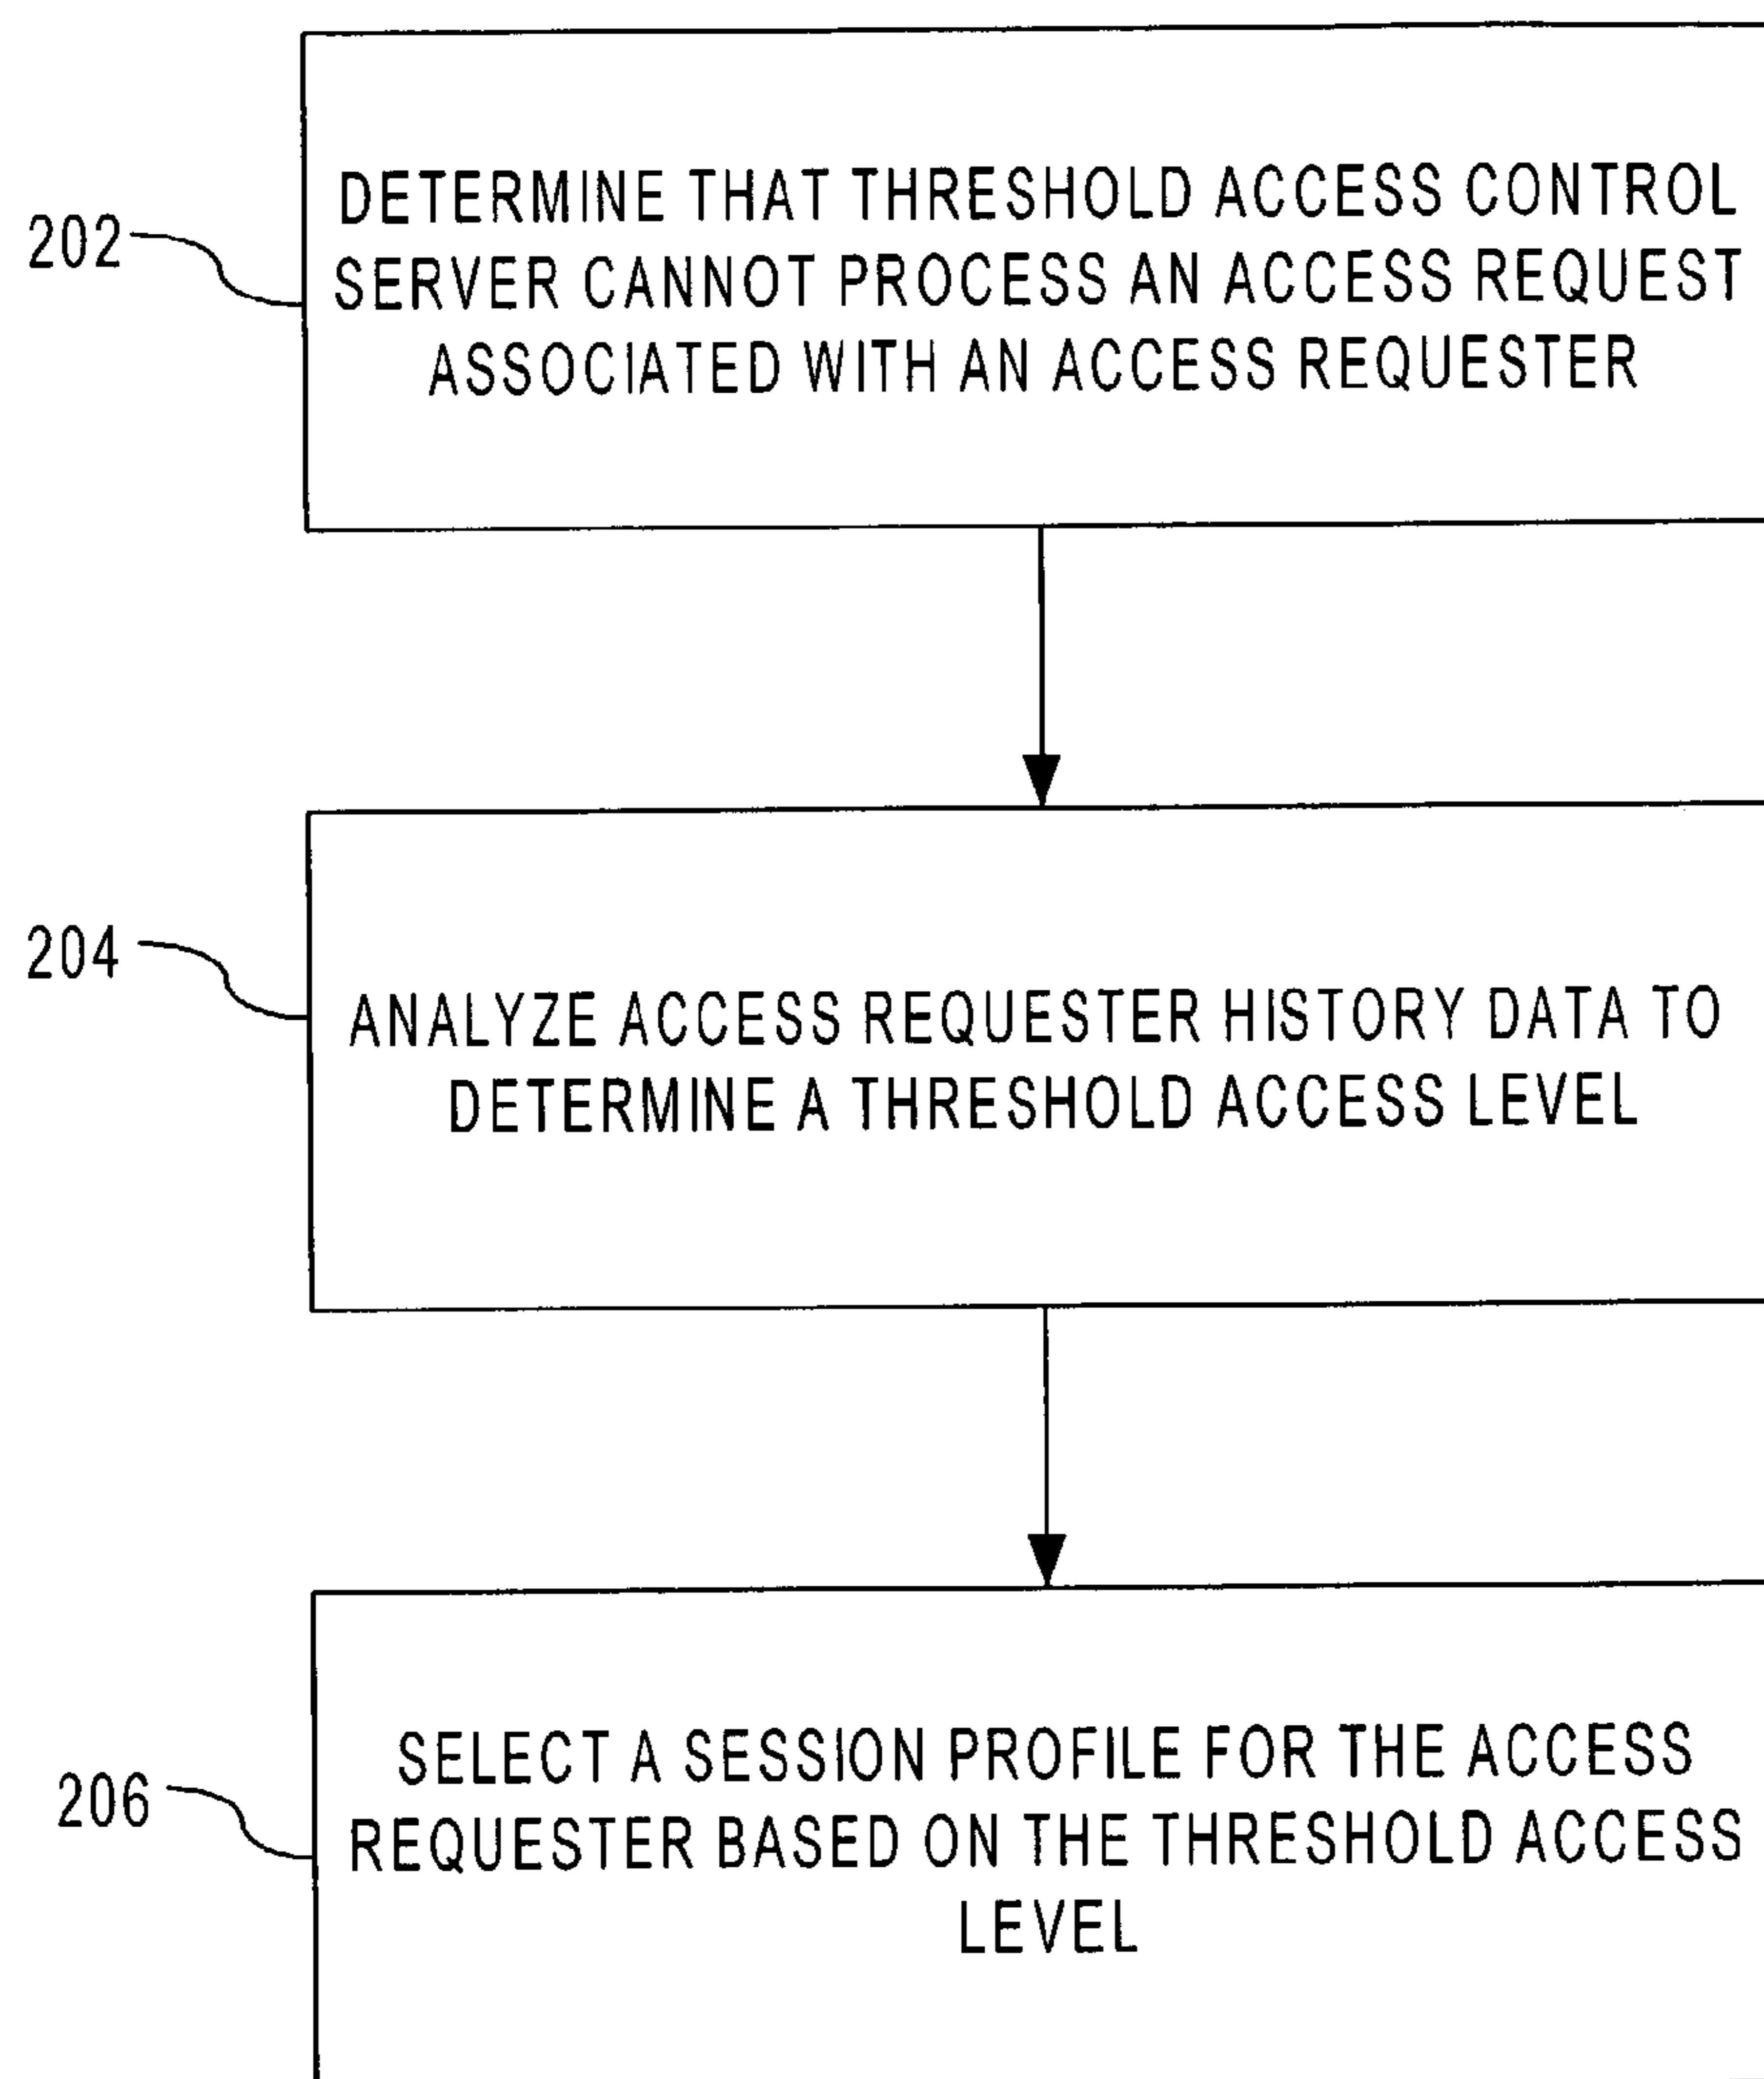 202
DETERMINE THAT THRESHOLD ACCESS CONTROL
SERVER CANNOT PROCESS AN ACCESS REQUEST
ASSOCIATED WITH AN ACCESS REQUESTER
204
ANALYZE ACCESS REQUESTER HISTORY DATA TO
DETERMINE A THRESHOLD ACCESS LEVEL
206
SELECT A SESSION PROFILE FOR THE ACCESS
REQUESTER BASED ON THE THRESHOLD ACCESS
LEVEL